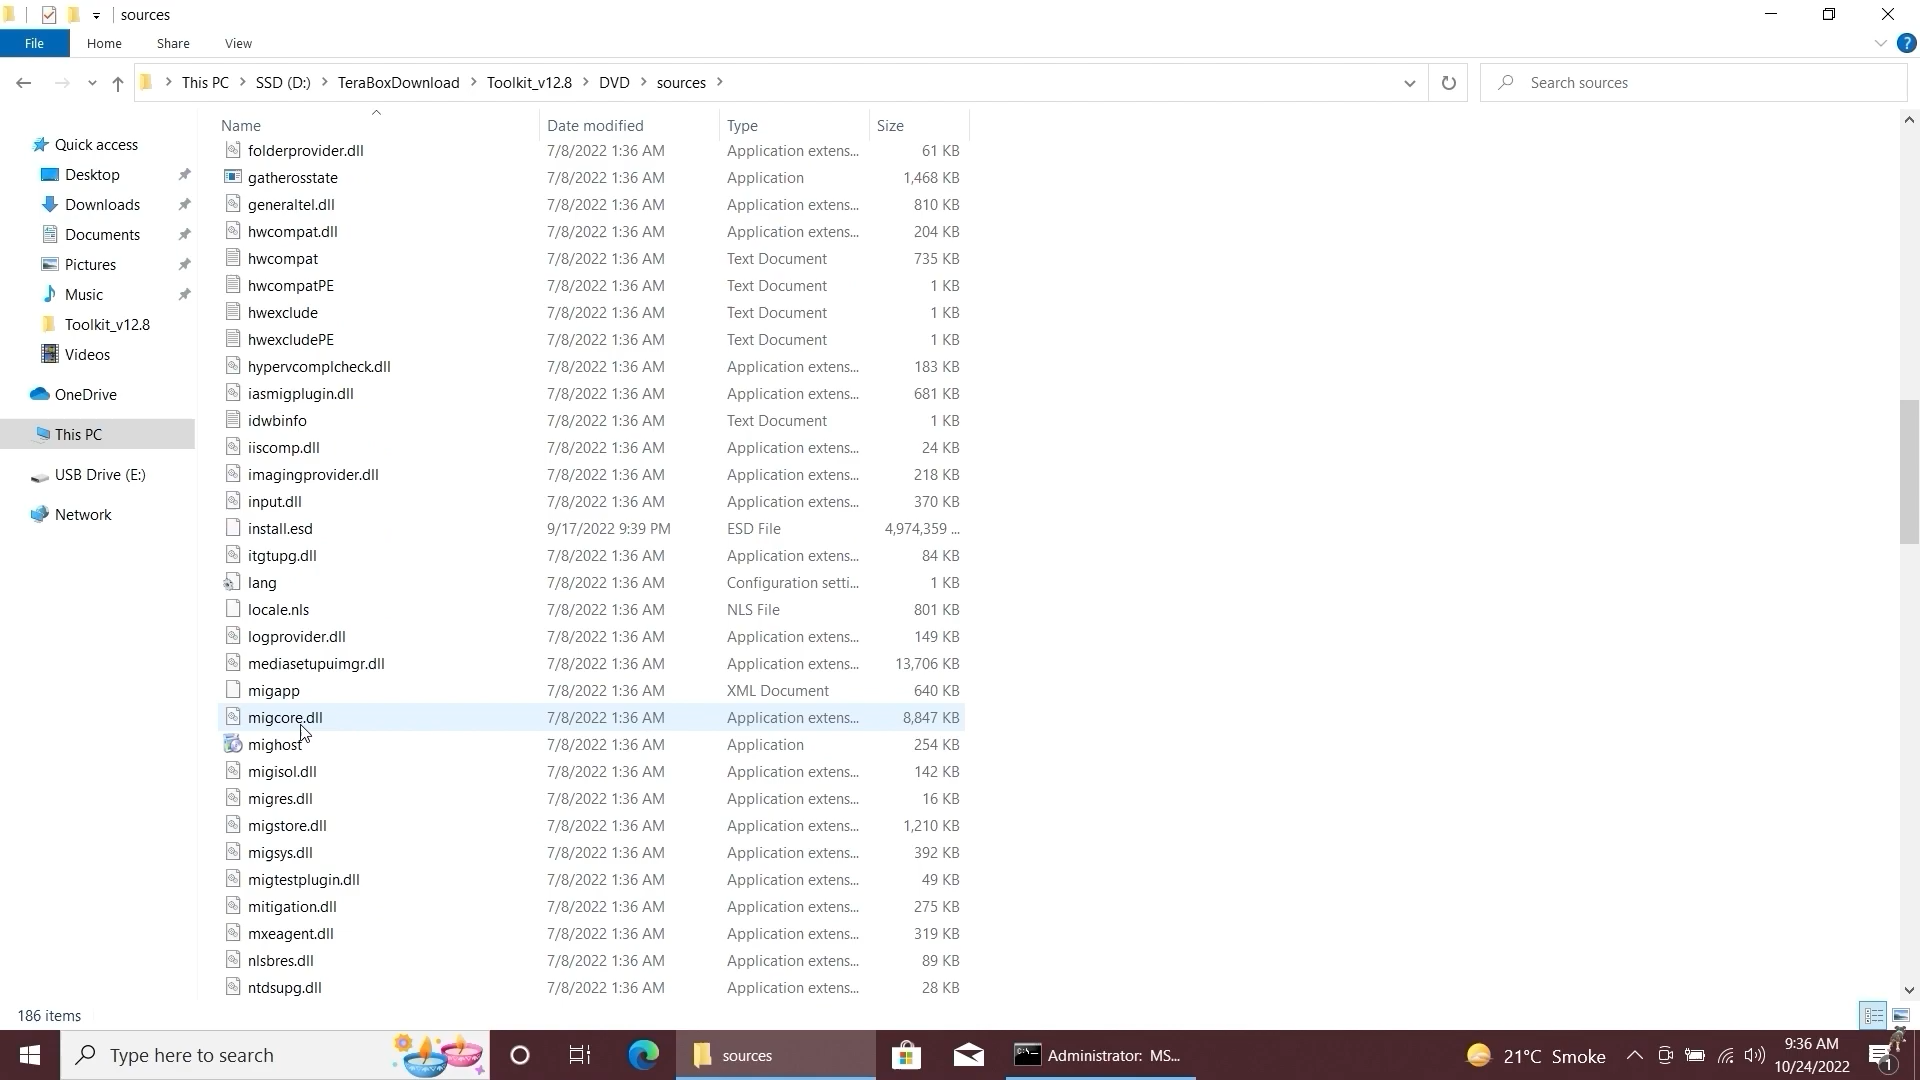 sources
File Home Share View
This PC SSD (D:) TeraBoxDownload Toolkit_v12.8 DVD sources Search sources
Name Date modified Type Size
Quick access
Desktop
Downloads
Documents
Pictures
Music
Toolkit_v12.8
Videos
OneDrive
This PC
USB Drive (E:)
Network
folderprovider.dll 7/8/2022 1:36 AM Application extens... 61 KB
gatherosstate 7/8/2022 1:36 AM Application 1,468 KB
generaltel.dll 7/8/2022 1:36 AM Application extens... 810 KB
hwcompat.dll 7/8/2022 1:36 AM Application extens... 204 KB
hwcompat 7/8/2022 1:36 AM Text Document 735 KB
hwcompatPE 7/8/2022 1:36 AM Text Document 1 KB
hwexclude 7/8/2022 1:36 AM Text Document 1 KB
hwexcludePE 7/8/2022 1:36 AM Text Document 1 KB
hypervcomplcheck.dll 7/8/2022 1:36 AM Application extens... 183 KB
iasmigplugin.dll 7/8/2022 1:36 AM Application extens... 681 KB
idwbinfo 7/8/2022 1:36 AM Text Document 1 KB
iiscomp.dll 7/8/2022 1:36 AM Application extens... 24 KB
imagingprovider.dll 7/8/2022 1:36 AM Application extens... 218 KB
input.dll 7/8/2022 1:36 AM Application extens... 370 KB
install.esd 9/17/2022 9:39 PM ESD File 4,974,359 ...
itgtupg.dll 7/8/2022 1:36 AM Application extens... 84 KB
lang 7/8/2022 1:36 AM Configuration setti... 1 KB
locale.nls 7/8/2022 1:36 AM NLS File 801 KB
logprovider.dll 7/8/2022 1:36 AM Application extens... 149 KB
mediasetupuimgr.dll 7/8/2022 1:36 AM Application extens... 13,706 KB
migapp 7/8/2022 1:36 AM XML Document 640 KB
migcore.dll 7/8/2022 1:36 AM Application extens... 8,847 KB
mighost 7/8/2022 1:36 AM Application 254 KB
migisol.dll 7/8/2022 1:36 AM Application extens... 142 KB
migres.dll 7/8/2022 1:36 AM Application extens... 16 KB
migstore.dll 7/8/2022 1:36 AM Application extens... 1,210 KB
migsys.dll 7/8/2022 1:36 AM Application extens... 392 KB
migtestplugin.dll 7/8/2022 1:36 AM Application extens... 49 KB
mitigation.dll 7/8/2022 1:36 AM Application extens... 275 KB
mxeagent.dll 7/8/2022 1:36 AM Application extens... 319 KB
nlsbres.dll 7/8/2022 1:36 AM Application extens... 89 KB
ntdsupg.dll 7/8/2022 1:36 AM Application extens... 28 KB
186 items
Type here to search sources Administrator: MS... 21°C Smoke 9:36 AM
10/24/2022 1